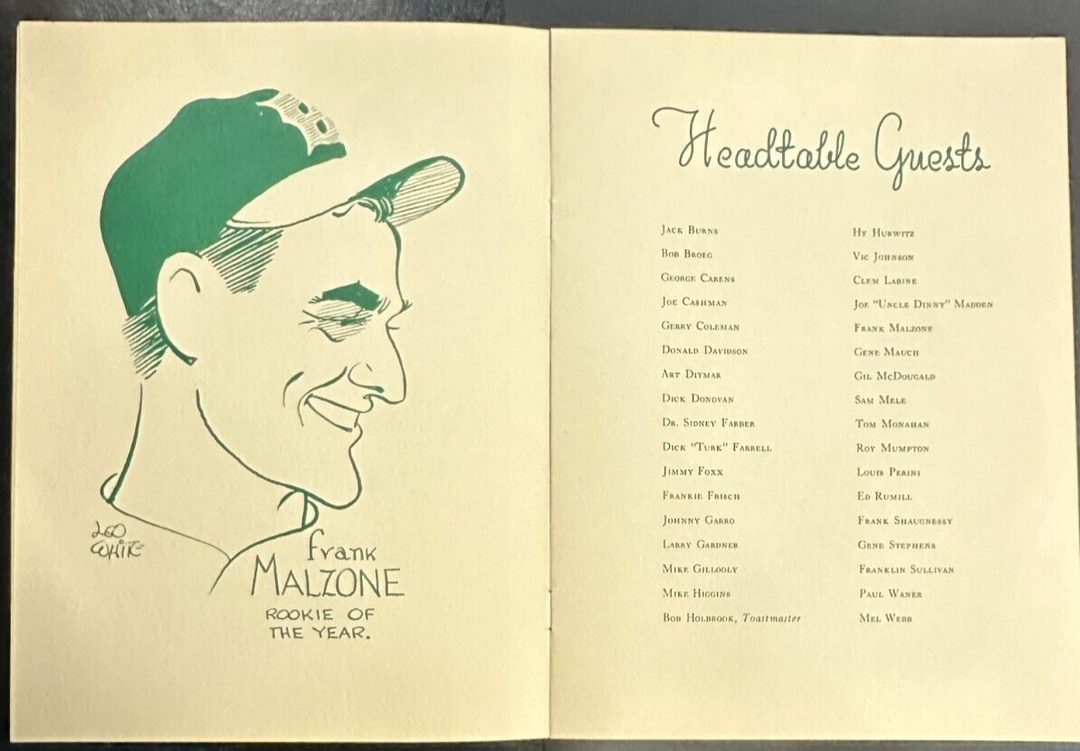 Leo
White
Frank
MALZONE
ROOKIE OF
THE YEAR.
Headtable Guests
Jack Burns
Bob Broeg
George Carens
Joe Cashman
Gerry Coleman
Donald Davidson
Art Ditmar
Dick Donovan
Dr. Sidney Farber
Dick "Turk" Farrell
Jimmy Foxx
Frankie Frisch
Johnny Garro
Larry Gardner
Mike Gillooly
Mike Higgins
Bob Holbrook, Toastmaster
Hy Hurwitz
Vic Johnson
Clem Labine
Joe "Uncle Dinny" Madden
Frank Malzone
Gene Mauch
Gil McDougald
Sam Mele
Tom Monahan
Roy Mumpton
Louis Perini
Ed Rumill
Frank Shaugnessy
Gene Stephens
Franklin Sullivan
Paul Waner
Mel Webb